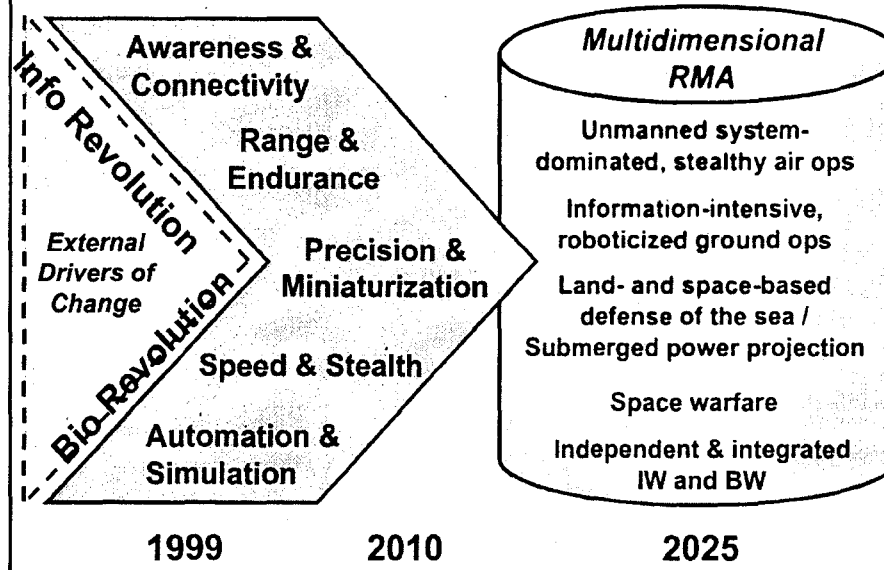 Info Revolution
External
Drivers of
Change
Bio-Revolution
Awareness &
Connectivity
Range &
Endurance
Precision &
Miniaturization
Speed & Stealth
Automation &
Simulation
Multidimensional
RMA
Unmanned system-
dominated, stealthy air ops
Information-intensive,
roboticized ground ops
Land- and space-based
defense of the sea /
Submerged power projection
Space warfare
Independent & integrated
IW and BW
1999
2010
2025